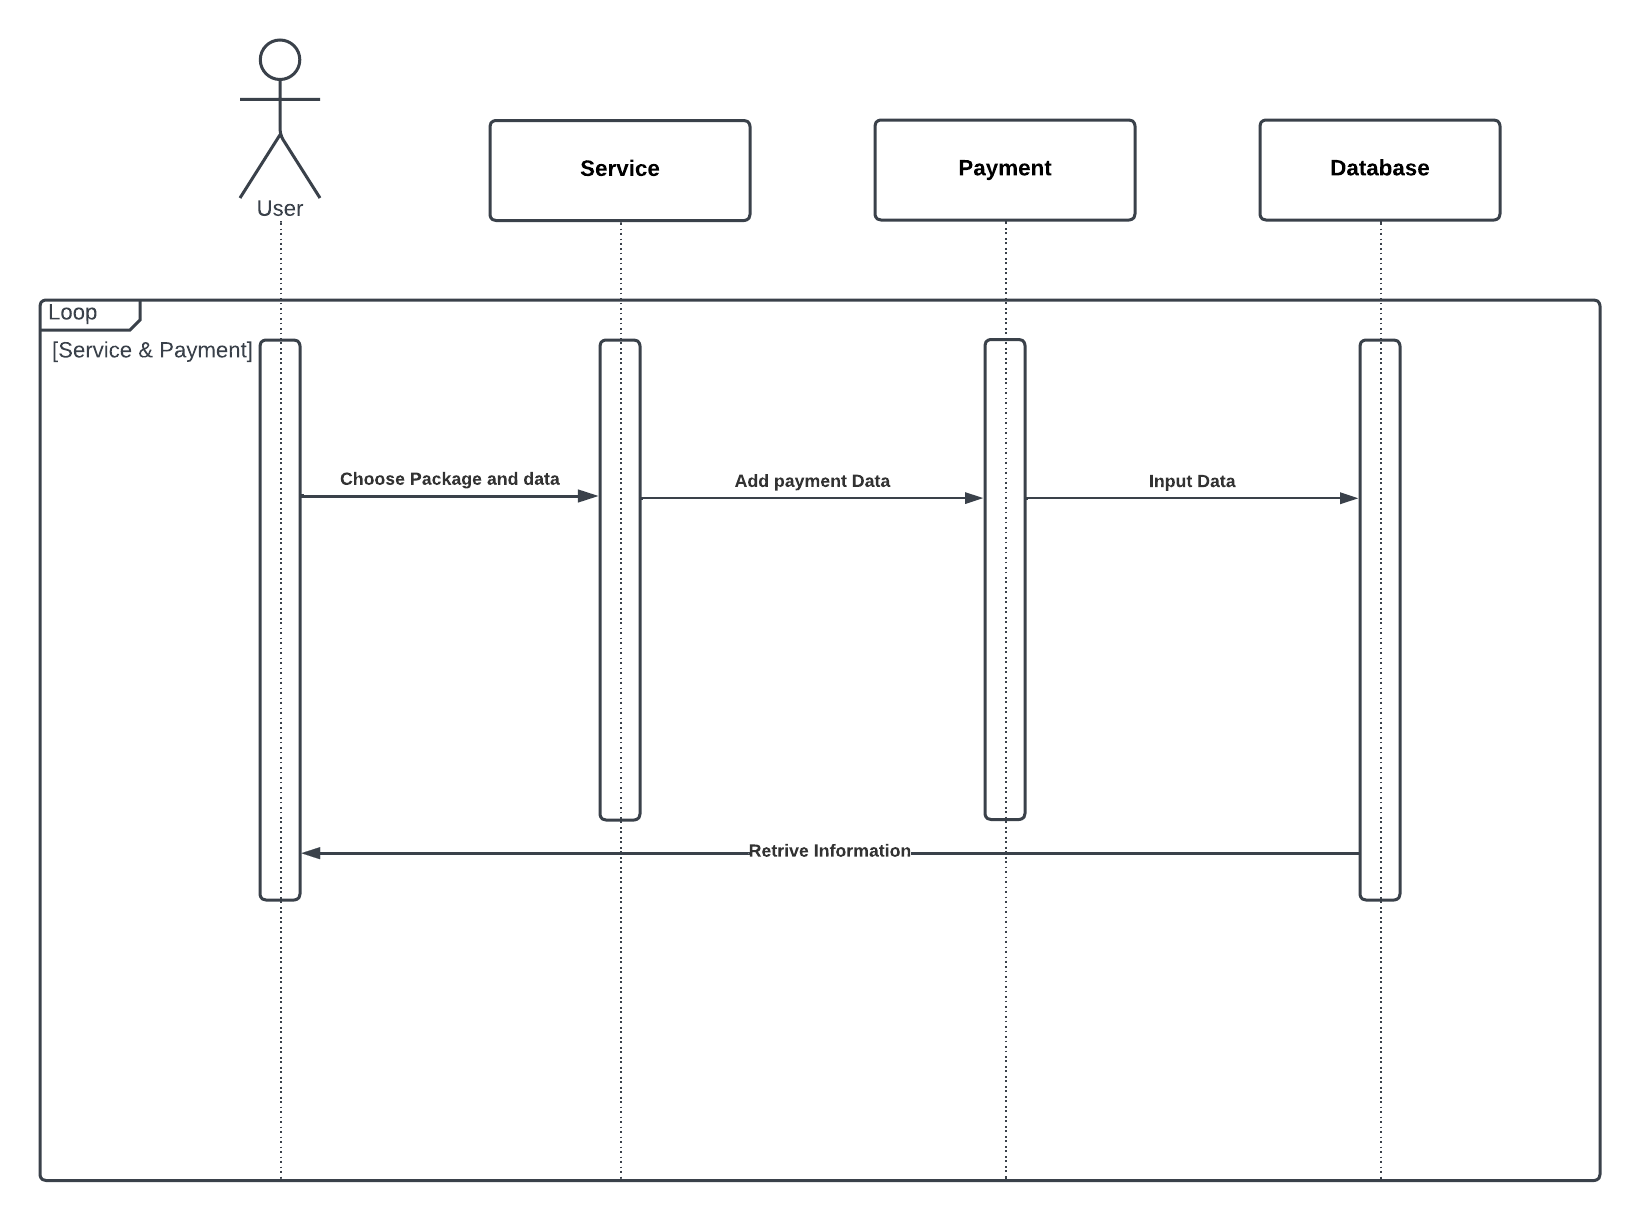 User
Service
Payment
Database
Loop
[Service & Payment]
Choose Package and data
Add payment Data
Input Data
Retrive Information